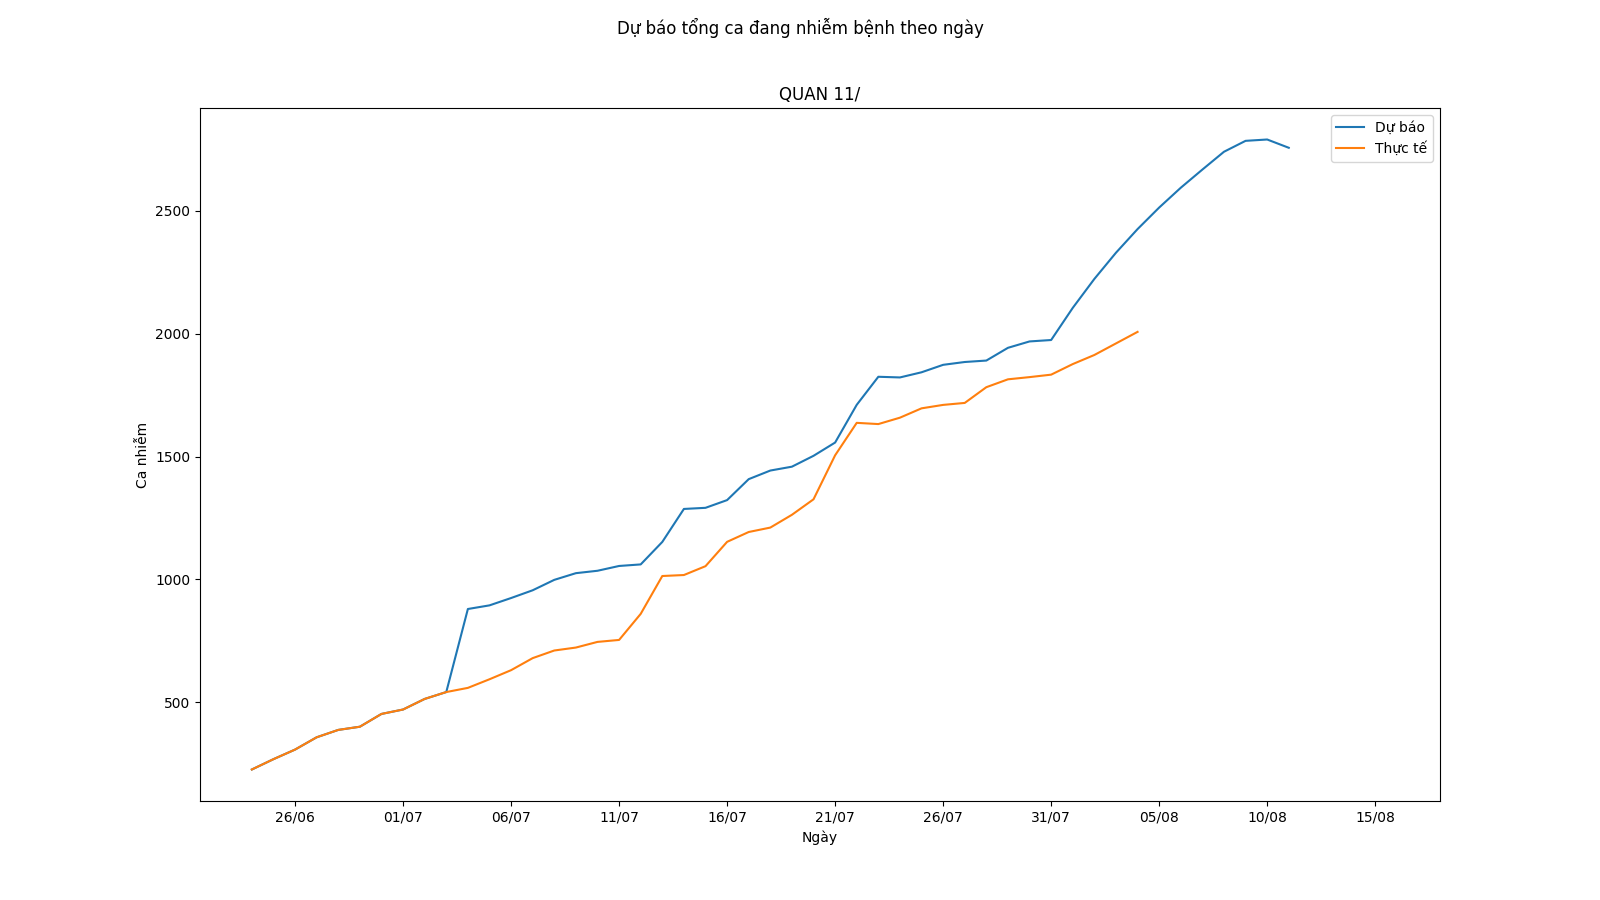 Dự báo tổng ca đang nhiễm bệnh theo ngày
QUAN 11/
Dự báo
Thực tế
2500
2000
1500
1000
500
Ca nhiễm
26/06 01/07 06/07 11/07 16/07 21/07 26/07 31/07 05/08 10/08 15/08
Ngày